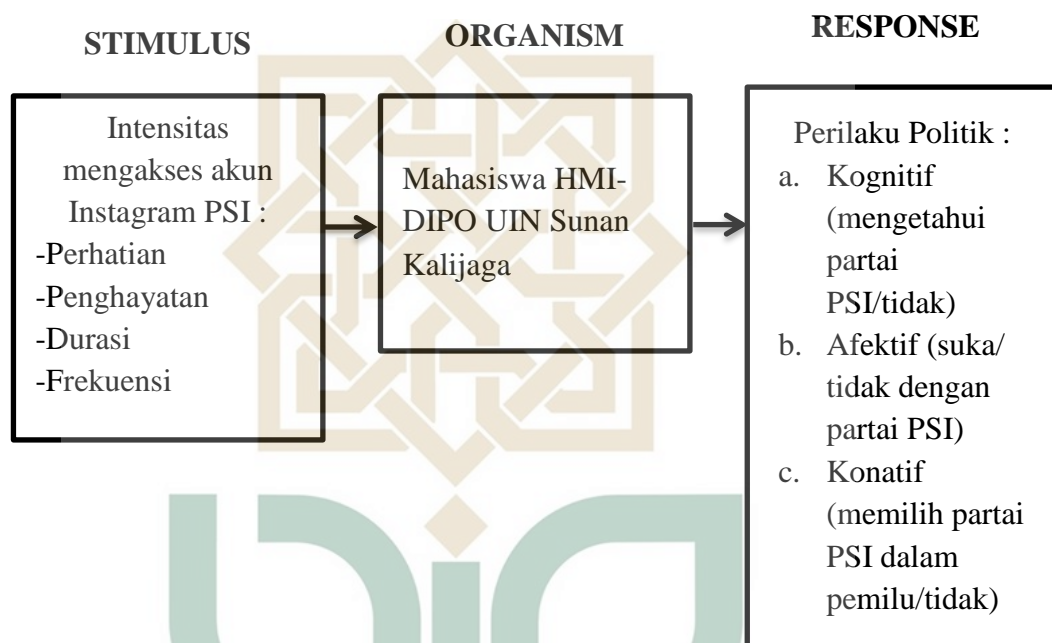 STIMULUS
Intensitas
mengakses akun
Instagram PSI :
-Perhatian
-Penghayatan
-Durasi
-Frekuensi
ORGANISM
Mahasiswa HMI-
DIPO UIN Sunan
Kalijaga
RESPONSE
Perilaku Politik :
a. Kognitif
(mengetahui
partai
PSI/tidak)
b. Afektif (suka/
tidak dengan
partai PSI)
c. Konatif
(memilih partai
PSI dalam
pemilu/tidak)